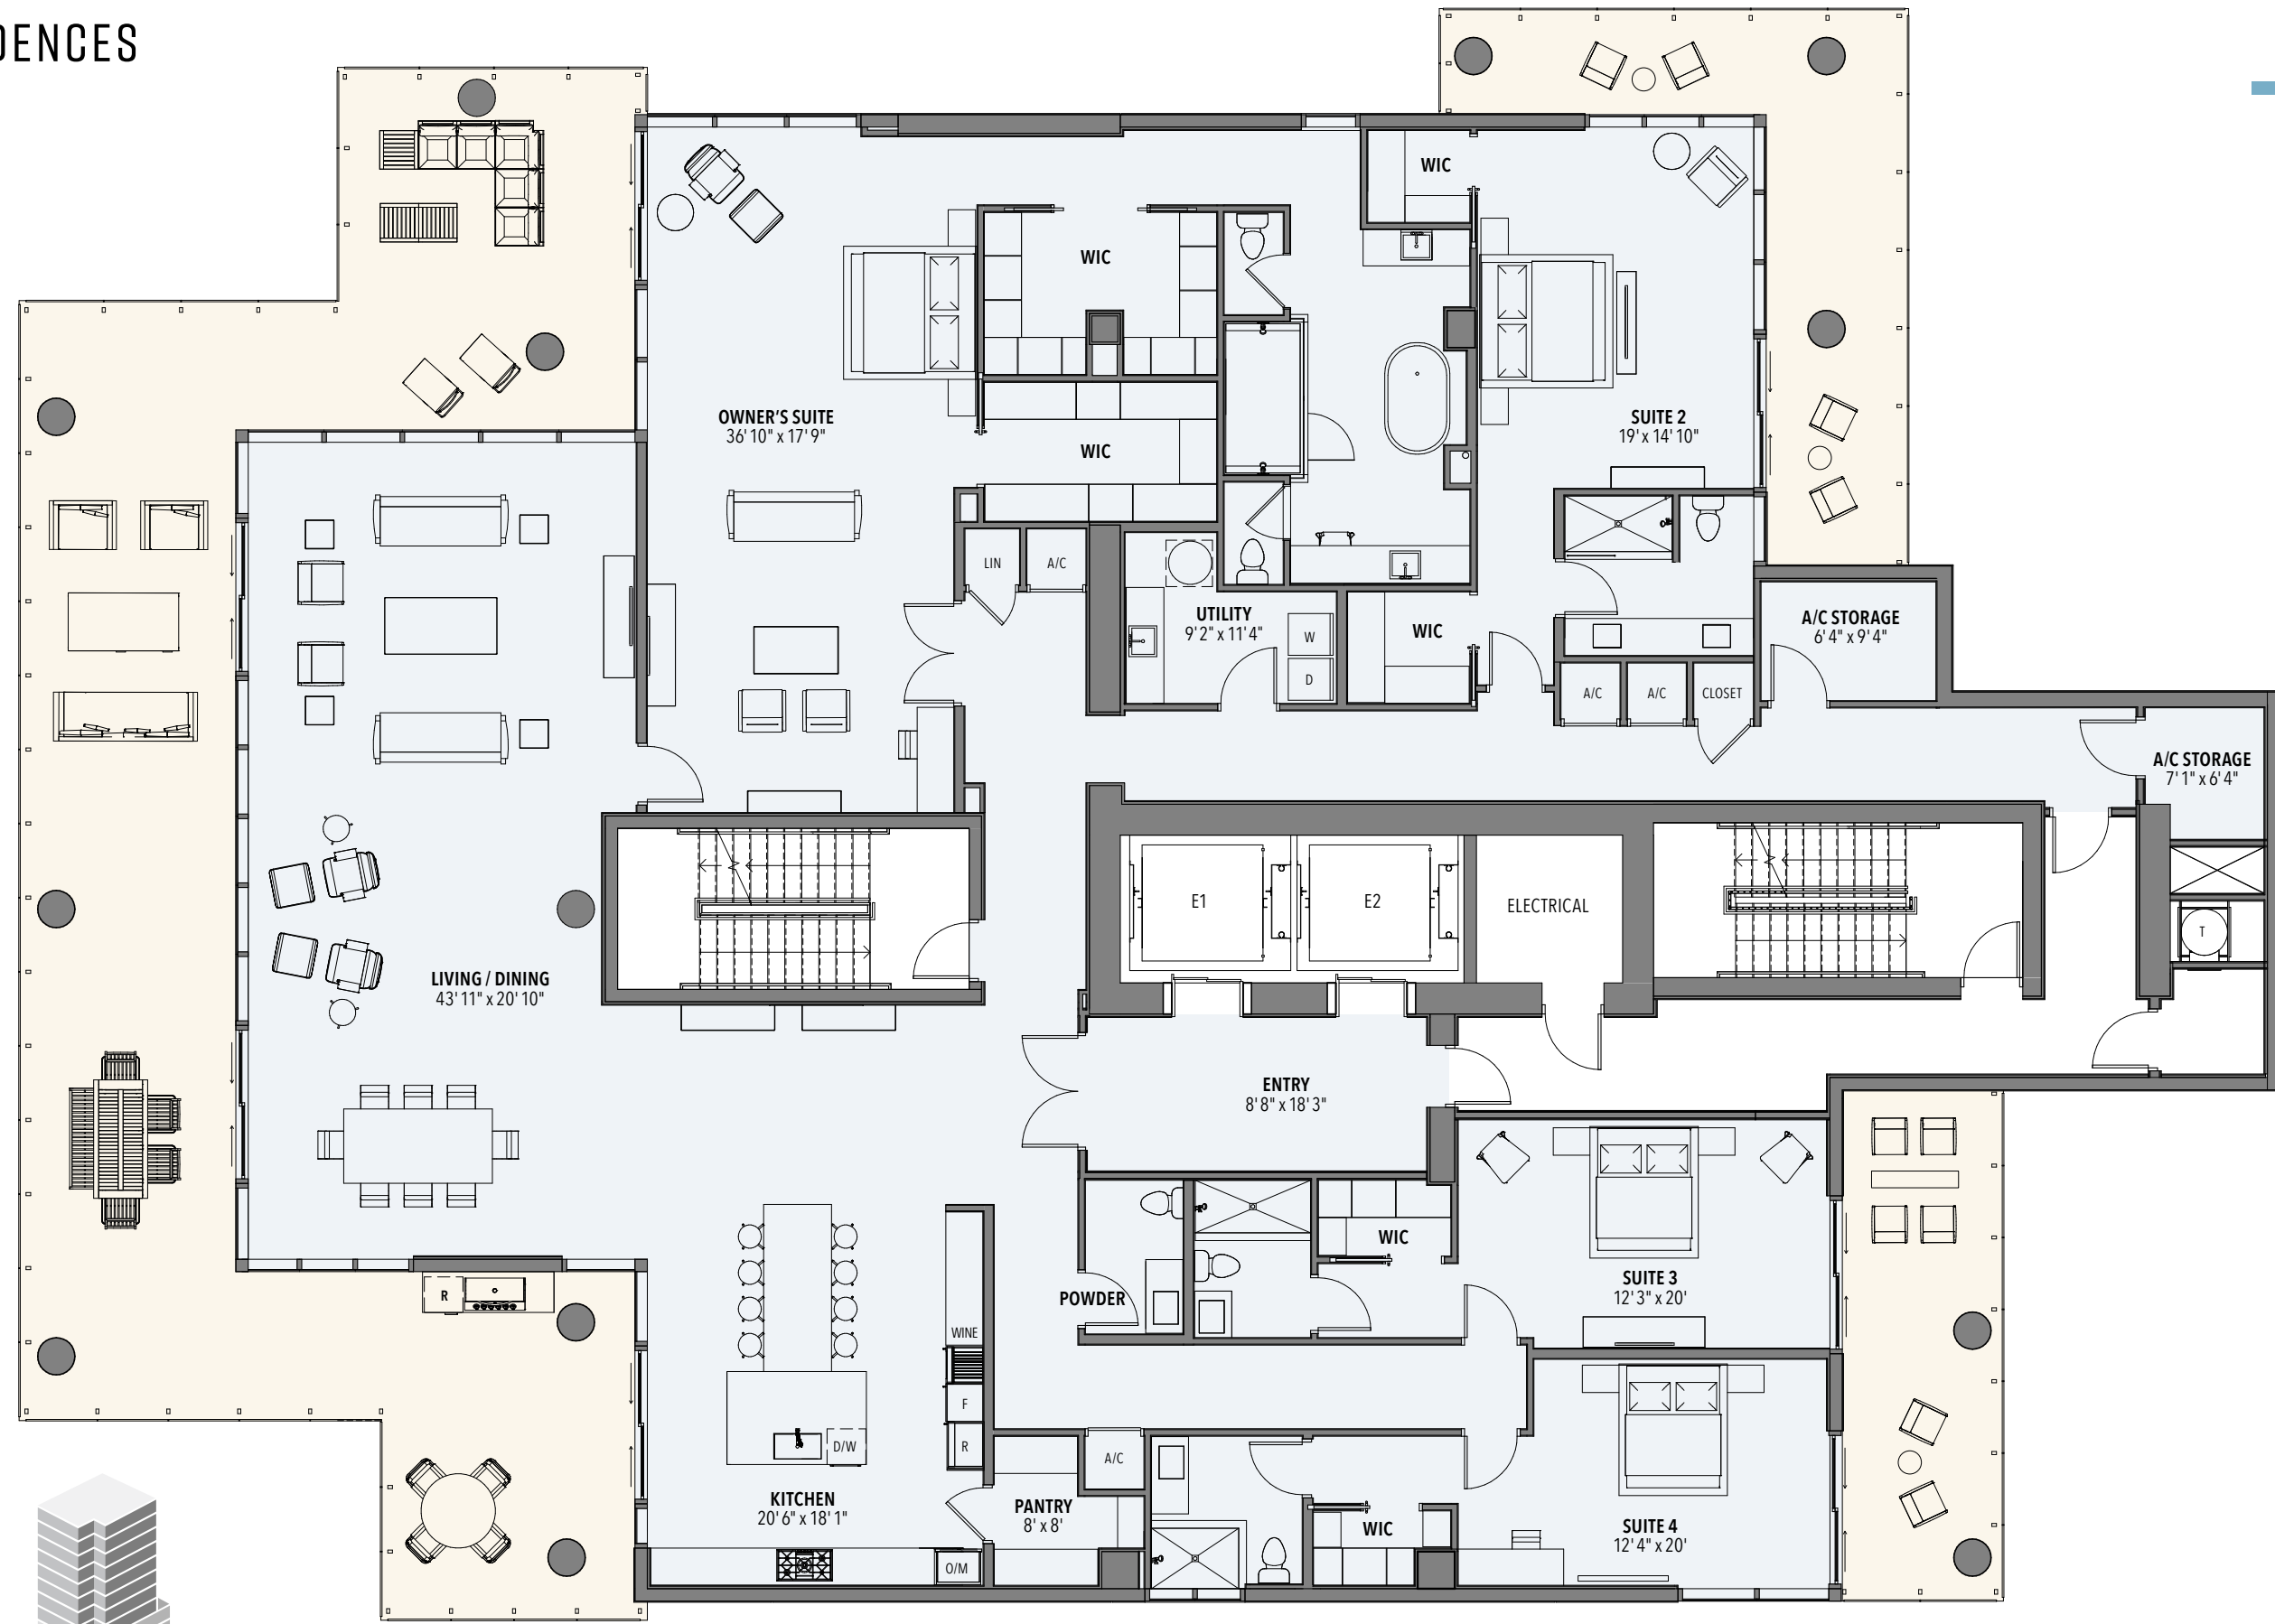 DENCES
WIC
WIC
OWNER'S SUITE
36' 10" x 17' 9"
WIC
SUITE 2
19' x 14' 10"
LIN
A/C
UTILITY
9' 2" x 11' 4"
W
D
WIC
A/C STORAGE
6' 4" x 9' 4"
A/C
A/C
CLOSET
A/C STORAGE
7' 1" x 6' 4"
E1
E2
ELECTRICAL
T
LIVING / DINING
43' 11" x 20' 10"
ENTRY
8' 8" x 18' 3"
WIC
R
POWDER
SUITE 3
12' 3" x 20'
WINE
F
R
D/W
A/C
KITCHEN
20' 6" x 18' 1"
PANTRY
8' x 8'
WIC
SUITE 4
12' 4" x 20'
O/M